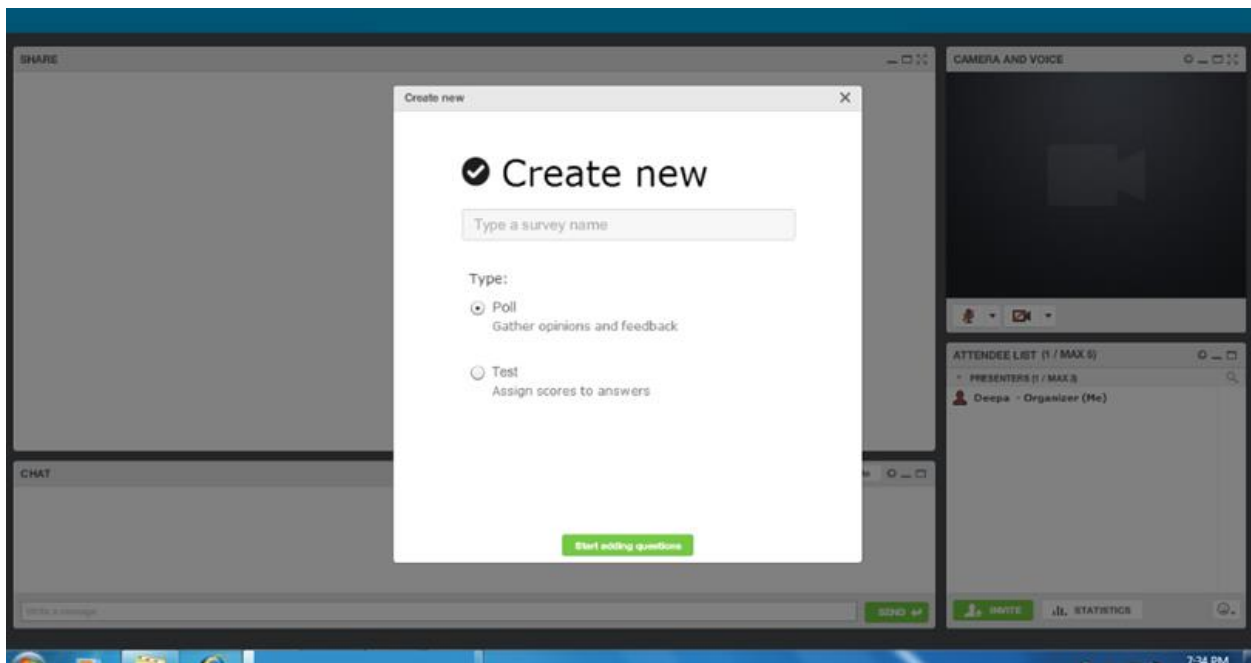 SHARE
CAMERA AND VOICE
Create new
Create new
Type a survey name
Type:
Poll
Gather opinions and feedback
Test
Assign scores to answers
Start adding questions
ATTENDEE LIST (1 / MAX 5)
PRESENTERS (1 / MAX 3)
Deepa - Organizer (Me)
CHAT
Write a message
SEND
INVITE
STATISTICS
7:34 PM